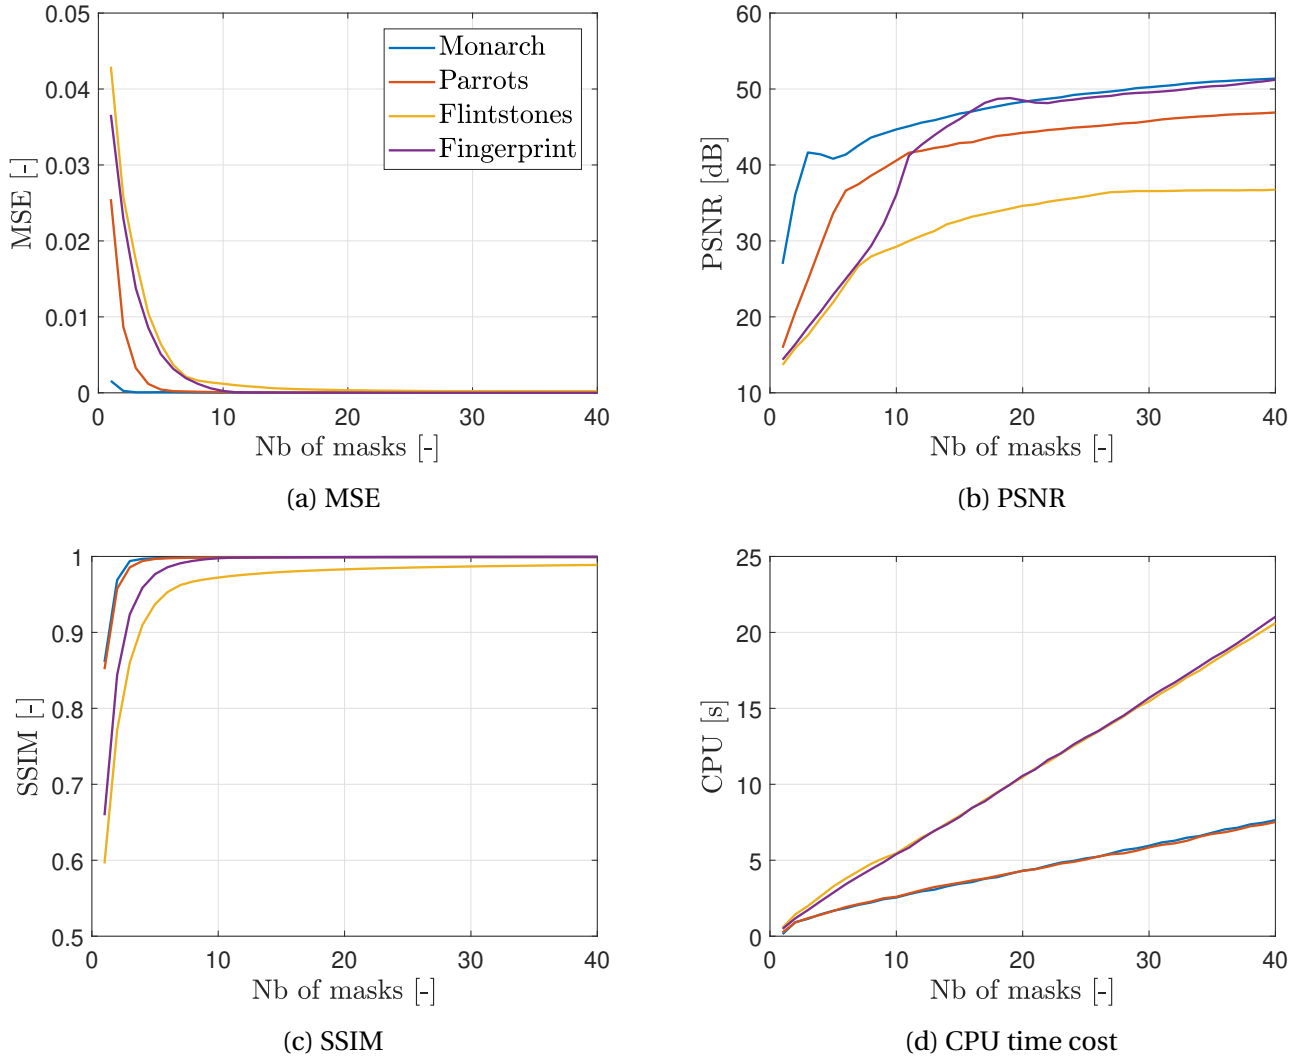 0.05
0.04
0.03
0.02
0.01
0
MSE [-]
0 10 20 30 40
Nb of masks [-]
Monarch
Parrots
Flintstones
Fingerprint
(a) MSE
60
50
40
30
20
10
PSNR [dB]
0 10 20 30 40
Nb of masks [-]
(b) PSNR
1
0.9
0.8
0.7
0.6
0.5
SSIM [-]
0 10 20 30 40
Nb of masks [-]
(c) SSIM
25
20
15
10
5
0
CPU [s]
0 10 20 30 40
Nb of masks [-]
(d) CPU time cost